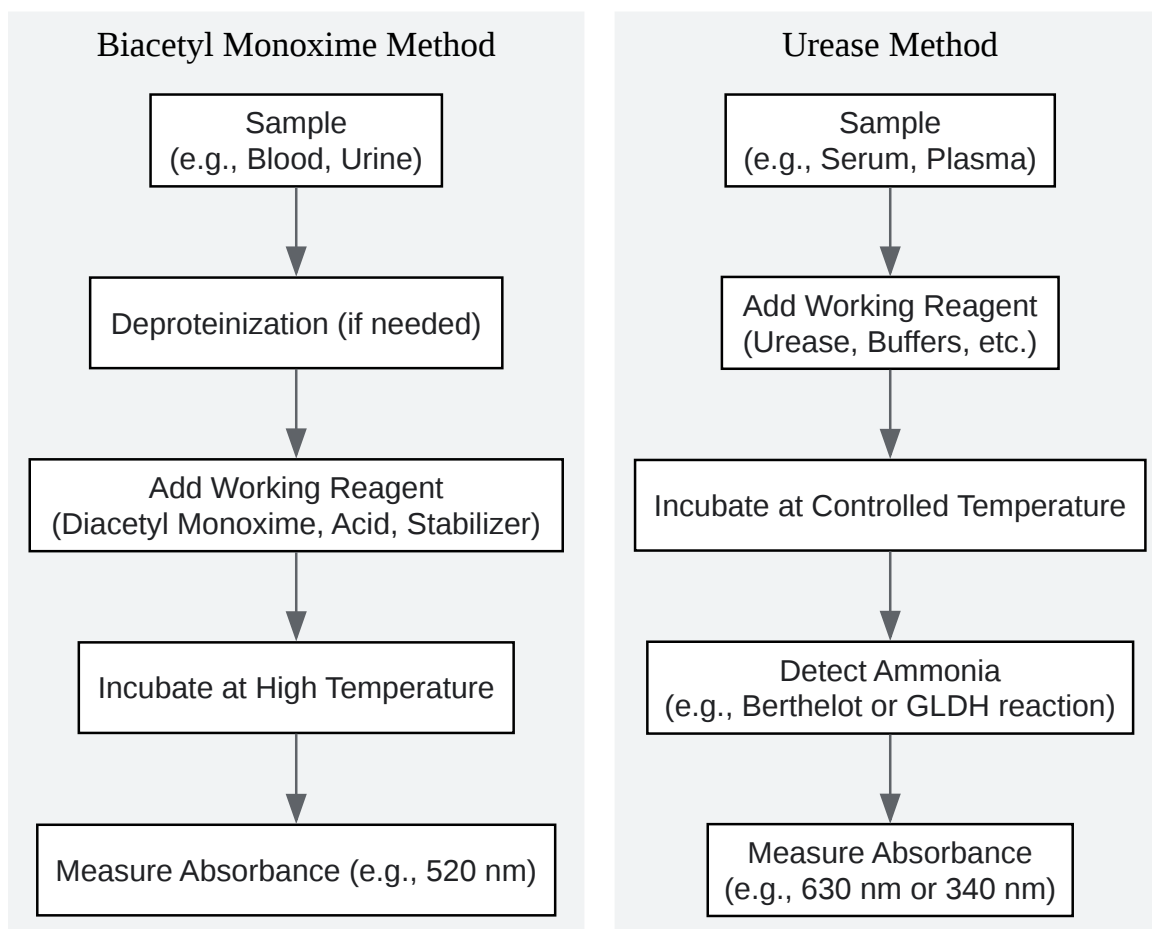 Biacetyl Monoxime Method
Sample
(e.g., Blood, Urine)
Deproteinization (if needed)
Add Working Reagent
(Diacetyl Monoxime, Acid, Stabilizer)
Incubate at High Temperature
Measure Absorbance (e.g., 520 nm)
Urease Method
Sample
(e.g., Serum, Plasma)
Add Working Reagent
(Urease, Buffers, etc.)
Incubate at Controlled Temperature
Detect Ammonia
(e.g., Berthelot or GLDH reaction)
Measure Absorbance
(e.g., 630 nm or 340 nm)